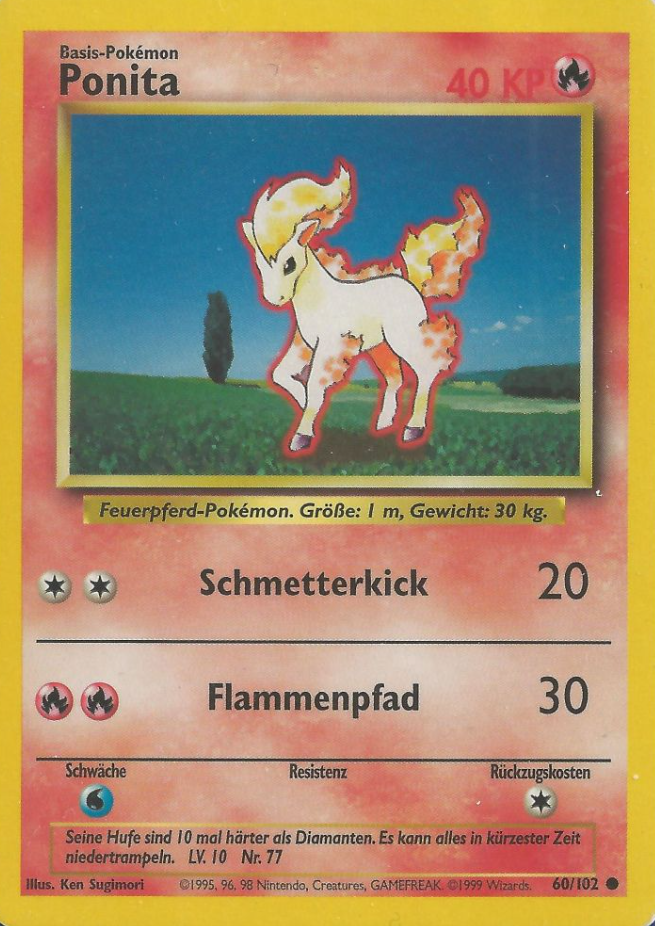 Basis-Pokémon
Ponita
40 KP
Feuerpferd-Pokémon. Größe: 1 m, Gewicht: 30 kg.
Schmetterkick 20
Flammenpfad 30
Schwäche Resistenz Rückzugskosten
Seine Hufe sind 10 mal härter als Diamanten. Es kann alles in kürzester Zeit
niedertrampeln. LV. 10 Nr. 77
Illus. Ken Sugimori ©1995, 96, 98 Nintendo, Creatures, GAMEFREAK. ©1999 Wizards. 60/102